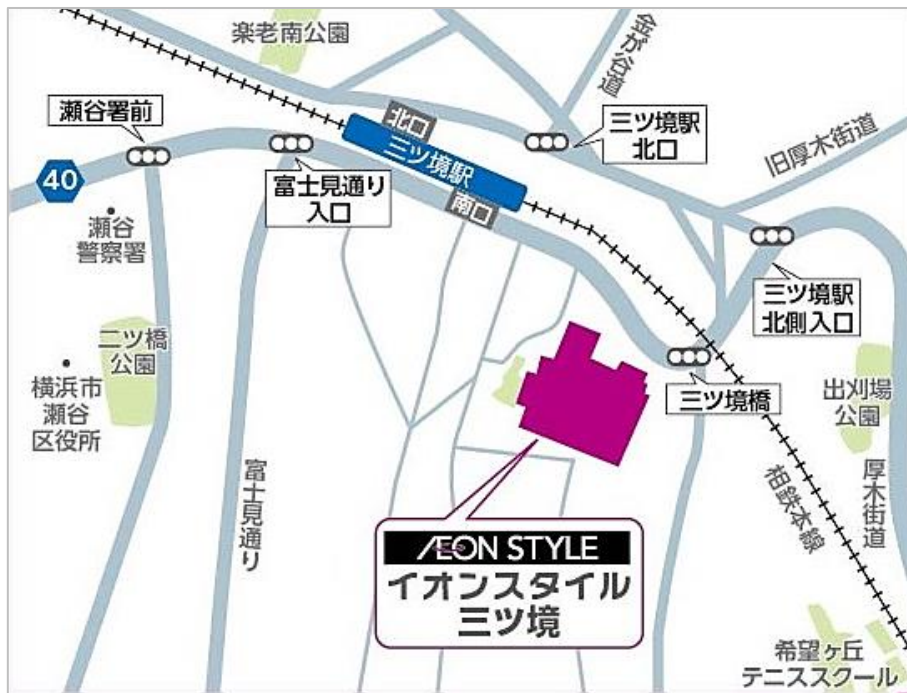 楽老南公園
金が谷道
瀬谷署前
北口
三ツ境駅
北口
旧厚木街道
三ツ境駅
40
富士見通り
入口
南口
瀬谷
警察署
三ツ境駅
北側入口
二ツ橋
公園
横浜市
瀬谷
区役所
三ツ境橋
出刈場
公園
富士見通り
相鉄本線
厚木街道
ÆON STYLE
イオンスタイル
三ツ境
希望ヶ丘
テニススクール